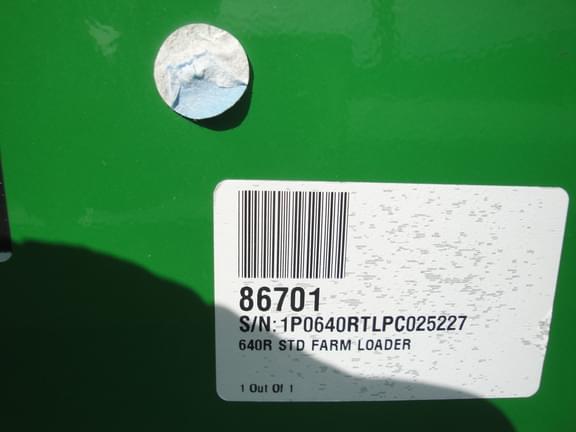 86701
S/N: 1P0640RTLPC025227
640R STD FARM LOADER
1 Out Of 1